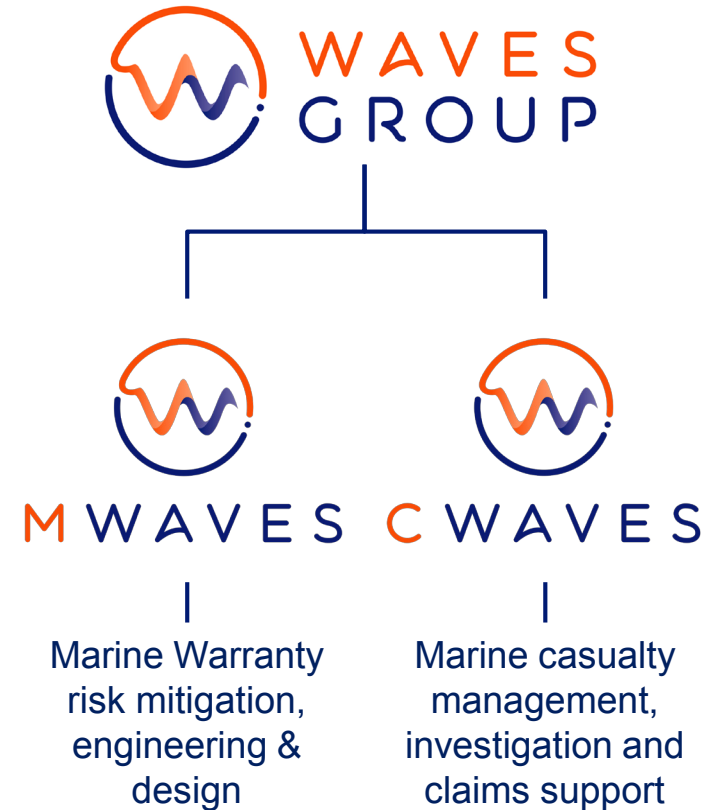 WAVES
GROUP
MWAVES
CWAVES
Marine Warranty
risk mitigation,
engineering &
design
Marine casualty
management,
investigation and
claims support